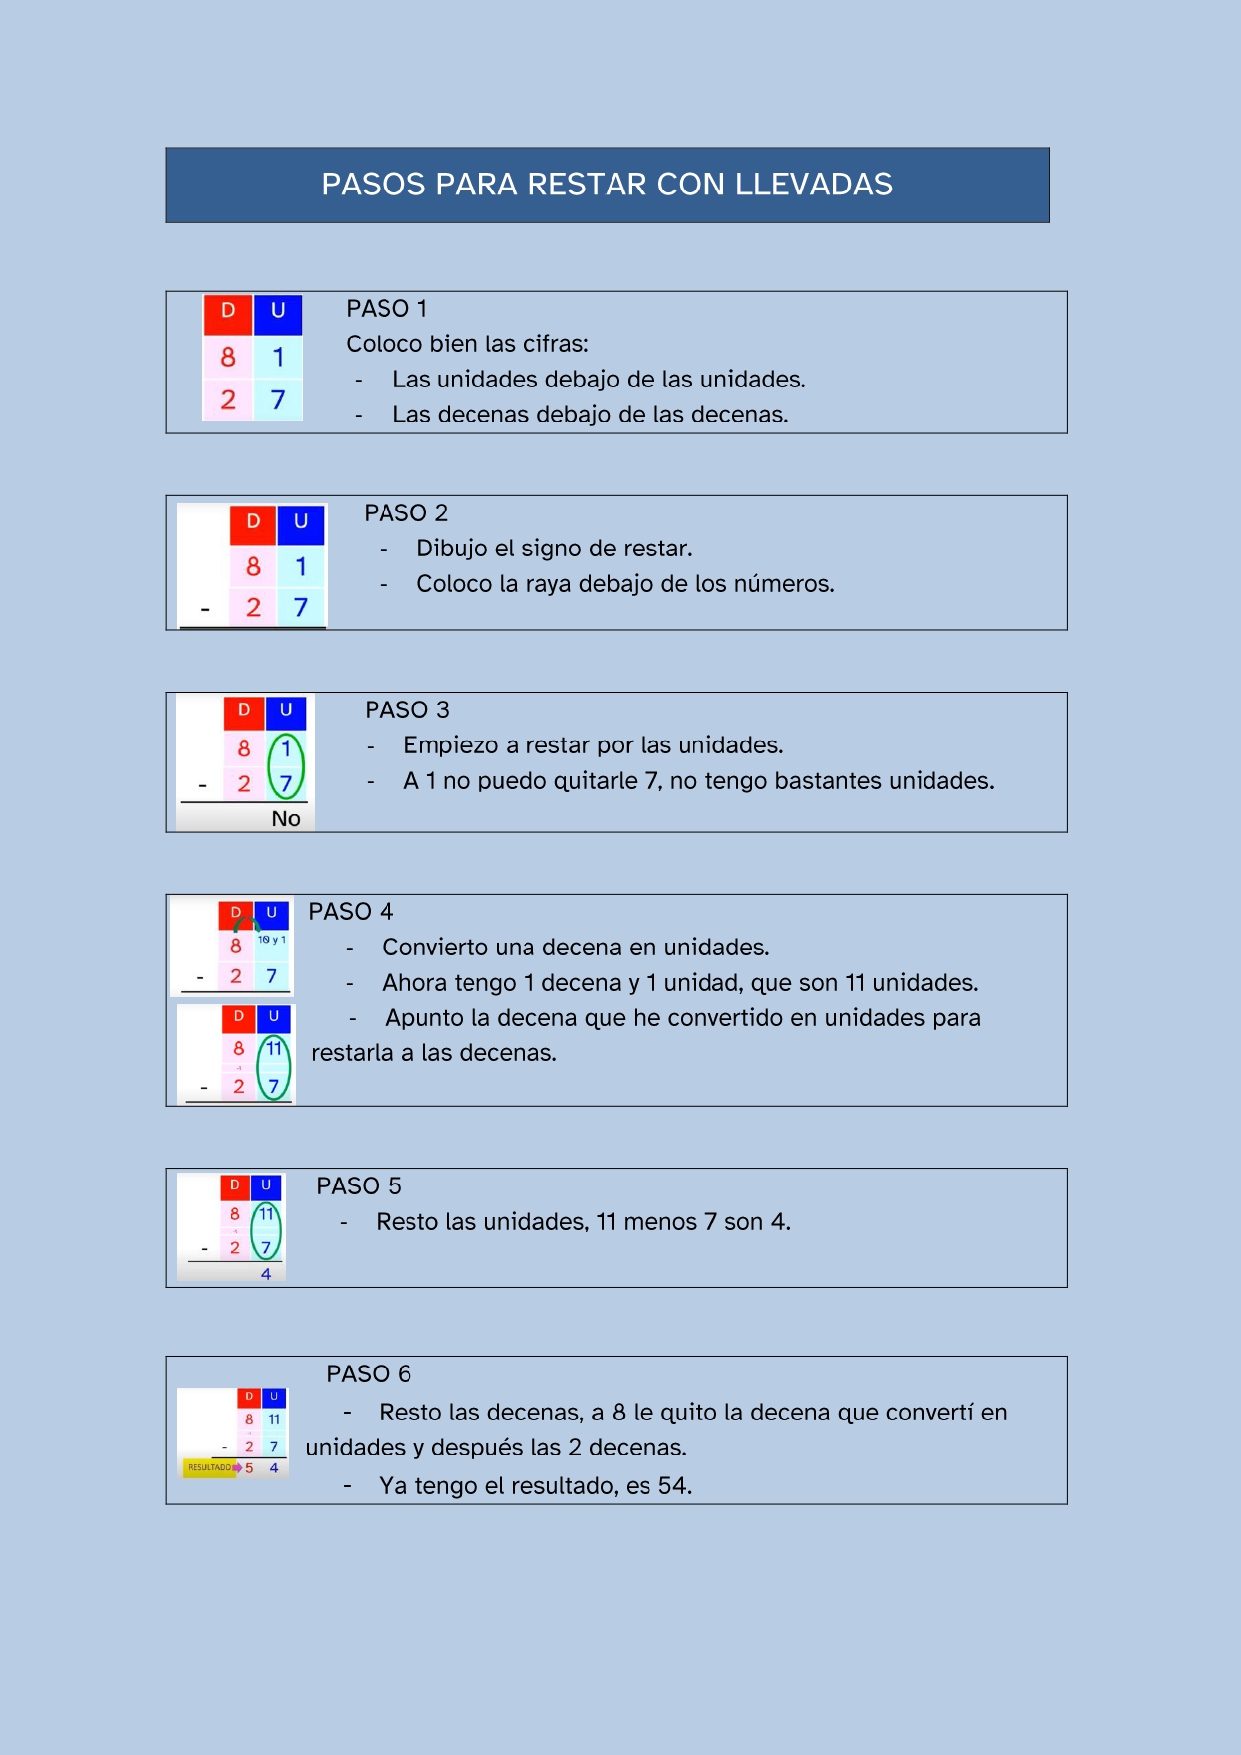 PASOS PARA RESTAR CON LLEVADAS
D U
8 1
2 7
PASO 1
Coloco bien las cifras:
- Las unidades debajo de las unidades.
- Las decenas debajo de las decenas.
D U
8 1
- 2 7
PASO 2
- Dibujo el signo de restar.
- Coloco la raya debajo de los números.
D U
8 1
- 2 7
No
PASO 3
- Empiezo a restar por las unidades.
- A 1 no puedo quitarle 7, no tengo bastantes unidades.
D U
8 10 y 1
- 2 7
D U
8 11
-1
- 2 7
PASO 4
- Convierto una decena en unidades.
- Ahora tengo 1 decena y 1 unidad, que son 11 unidades.
- Apunto la decena que he convertido en unidades para
restarla a las decenas.
D U
8 11
-1
- 2 7
4
PASO 5
- Resto las unidades, 11 menos 7 son 4.
D U
8 11
- 2 7
RESULTADO 5 4
PASO 6
- Resto las decenas, a 8 le quito la decena que convertí en
unidades y después las 2 decenas.
- Ya tengo el resultado, es 54.